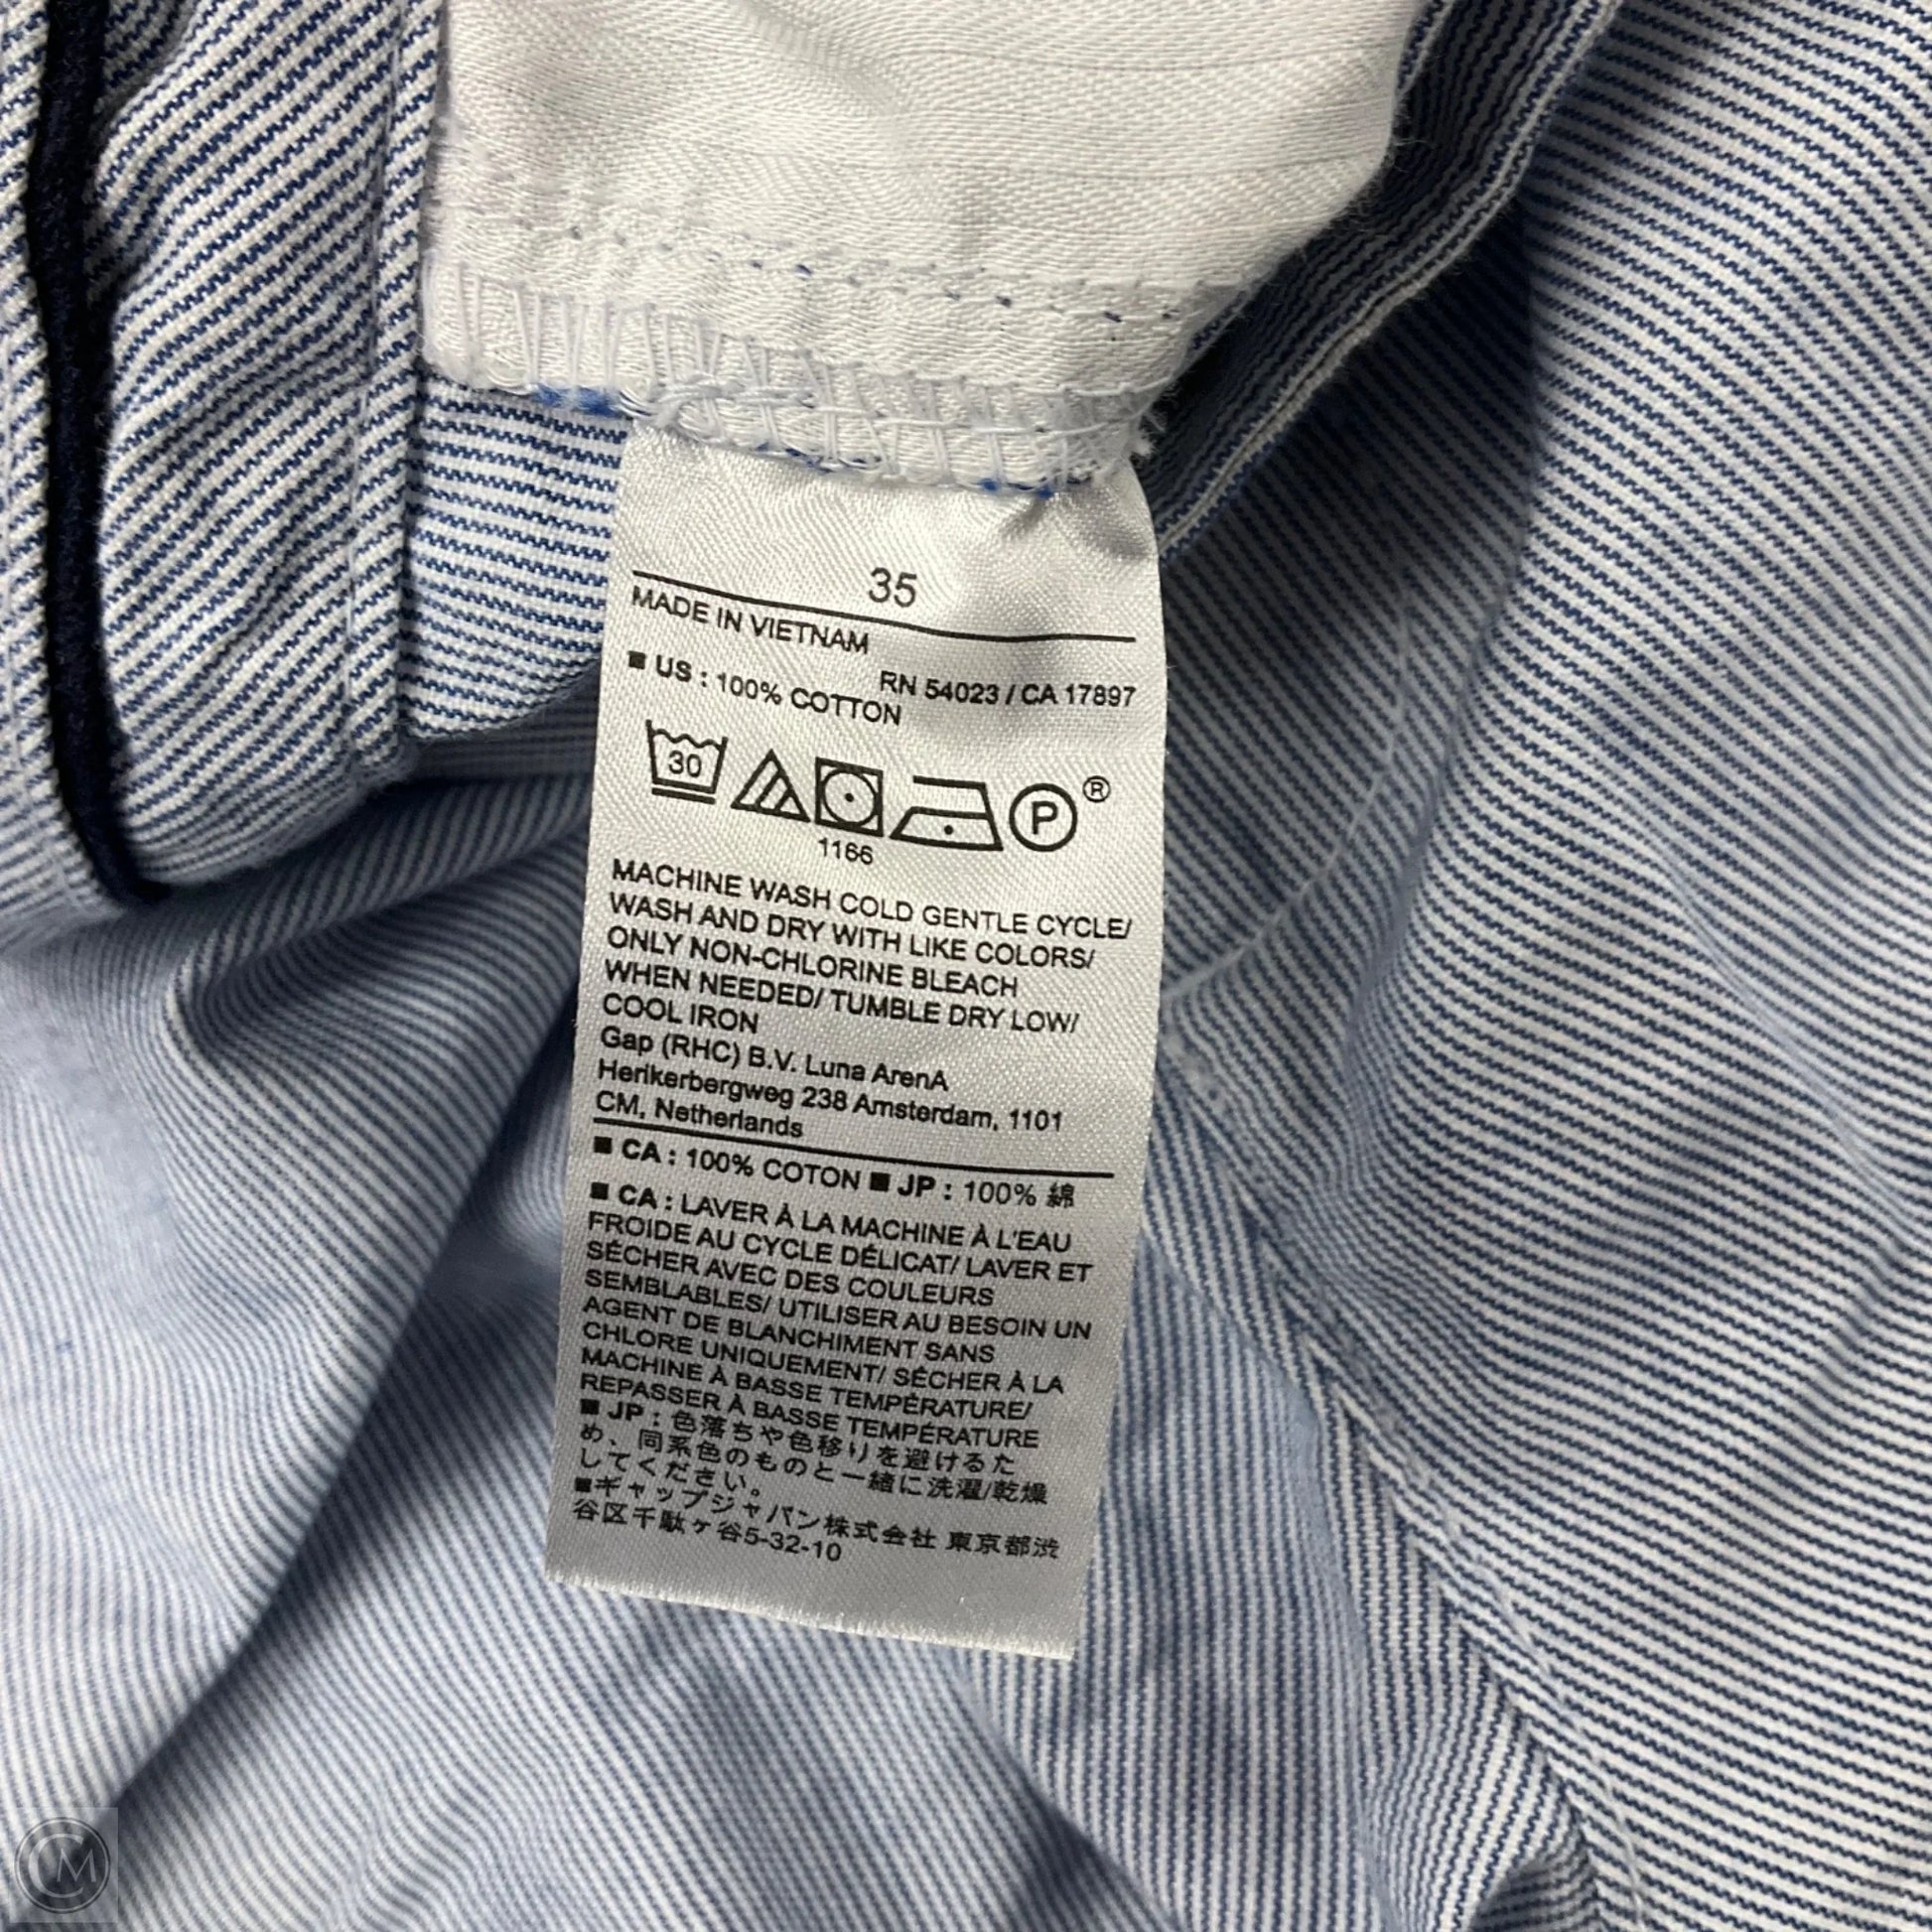 35
MADE IN VIETNAM
RN 54023 / CA 17897
■ US : 100% COTTON
30
P ®
1166
MACHINE WASH COLD GENTLE CYCLE/
WASH AND DRY WITH LIKE COLORS/
ONLY NON-CHLORINE BLEACH
WHEN NEEDED/ TUMBLE DRY LOW/
COOL IRON
Gap (RHC) B.V. Luna ArenA
Herikerbergweg 238 Amsterdam, 1101
CM, Netherlands
■ CA : 100% COTON ■ JP : 100% 綿
■ CA : LAVER À LA MACHINE À L'EAU
FROIDE AU CYCLE DÉLICAT/ LAVER ET
SÉCHER AVEC DES COULEURS
SEMBLABLES/ UTILISER AU BESOIN UN
AGENT DE BLANCHIMENT SANS
CHLORE UNIQUEMENT/ SÉCHER À LA
MACHINE À BASSE TEMPÉRATURE/
REPASSER À BASSE TEMPÉRATURE
■ JP : 色落ちや色移りを避けるた
め、同系色のものと一緒に洗濯/乾燥
してください。
■ギャップジャパン株式会社 東京都渋
谷区千駄ヶ谷5-32-10
CM